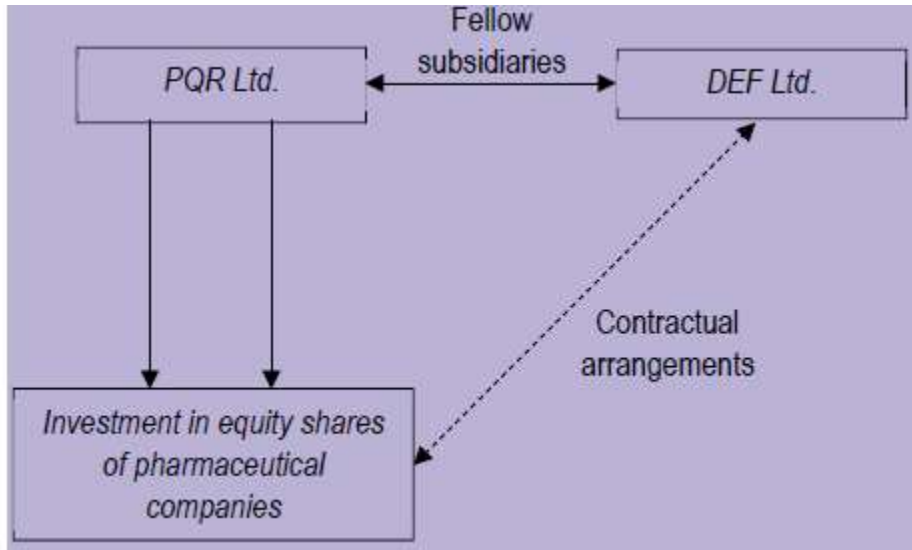 Fellow
subsidiaries
PQR Ltd.
DEF Ltd.
Contractual
arrangements
Investment in equity shares
of pharmaceutical
companies